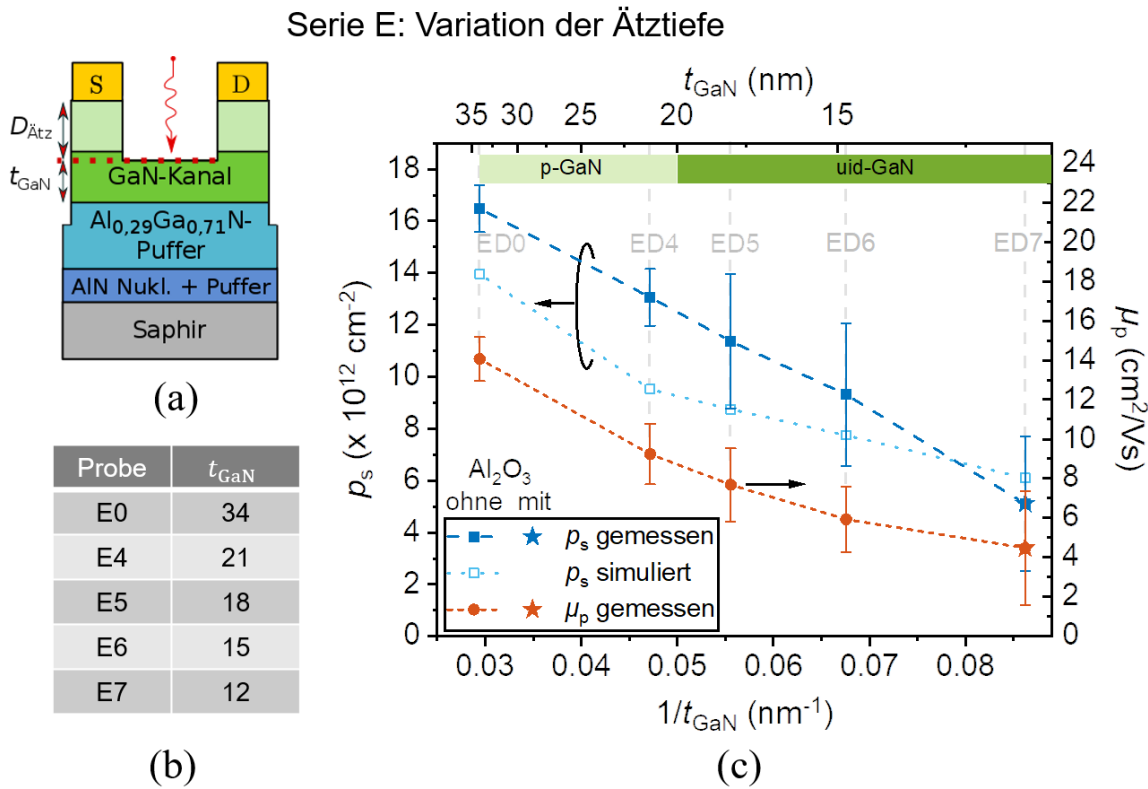 Serie E: Variation der Ätztiefe
S
D
D_Ätz
t_GaN
GaN-Kanal
Al0,29Ga0,71N-
Puffer
AlN Nukl. + Puffer
Saphir
(a)
Probe t_GaN
E0 34
E4 21
E5 18
E6 15
E7 12
(b)
t_GaN (nm)
35 30 25 20 15
p-GaN uid-GaN
ED0 ED4 ED5 ED6 ED7
p_s (x 10^12 cm^-2)
18
16
14
12
10
8
6
4
2
0
μ_p (cm^2/Vs)
24
22
20
18
16
14
12
10
8
6
4
2
0
Al2O3
ohne mit
p_s gemessen
p_s simuliert
μ_p gemessen
0.03 0.04 0.05 0.06 0.07 0.08
1/t_GaN (nm^-1)
(c)